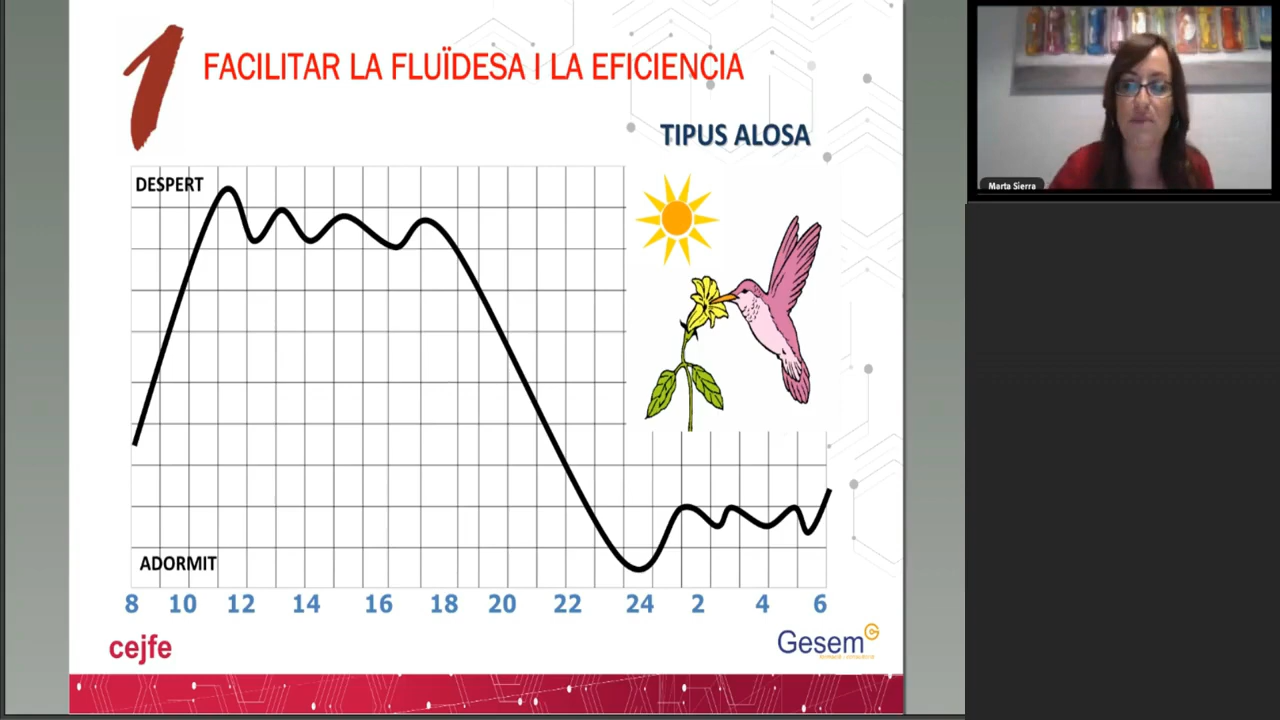 1
FACILITAR LA FLUÏDESA I LA EFICIENCIA
TIPUS ALOSA
DESPERT
ADORMIT
8 10 12 14 16 18 20 22 24 2 4 6
cejfe
Gesem
Marta Sierra